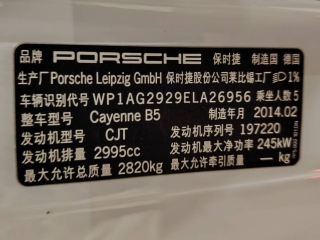 品牌 PORSCHE 保时捷 制造国 德国
生产厂 Porsche Leipzig GmbH 保时捷股份公司莱比锡工厂 1%
车辆识别代号 WP1AG2929ELA26956 乘坐人数 5
整车型号 Cayenne B5 制造年月 2014.02
发动机型号 CJT 发动机序列号 197220
发动机排量 2995cc 发动机最大净功率 245kW
最大允许总质量 2820kg 最大允许牵引质量 — kg